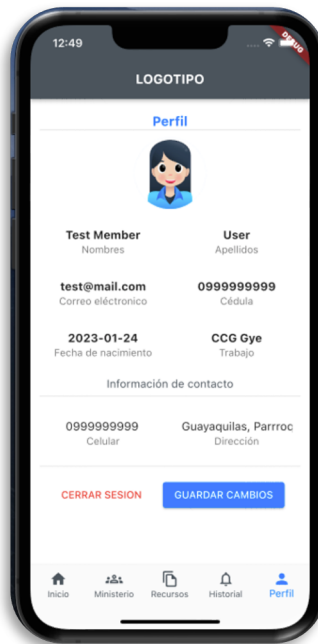 12:49
DEBUG
LOGOTIPO
Perfil
Test Member User
Nombres Apellidos
test@mail.com 0999999999
Correo eléctronico Cédula
2023-01-24 CCG Gye
Fecha de nacimiento Trabajo
Información de contacto
0999999999 Guayaquilas, Parrroc
Celular Dirección
CERRAR SESION GUARDAR CAMBIOS
Inicio Ministerio Recursos Historial Perfil